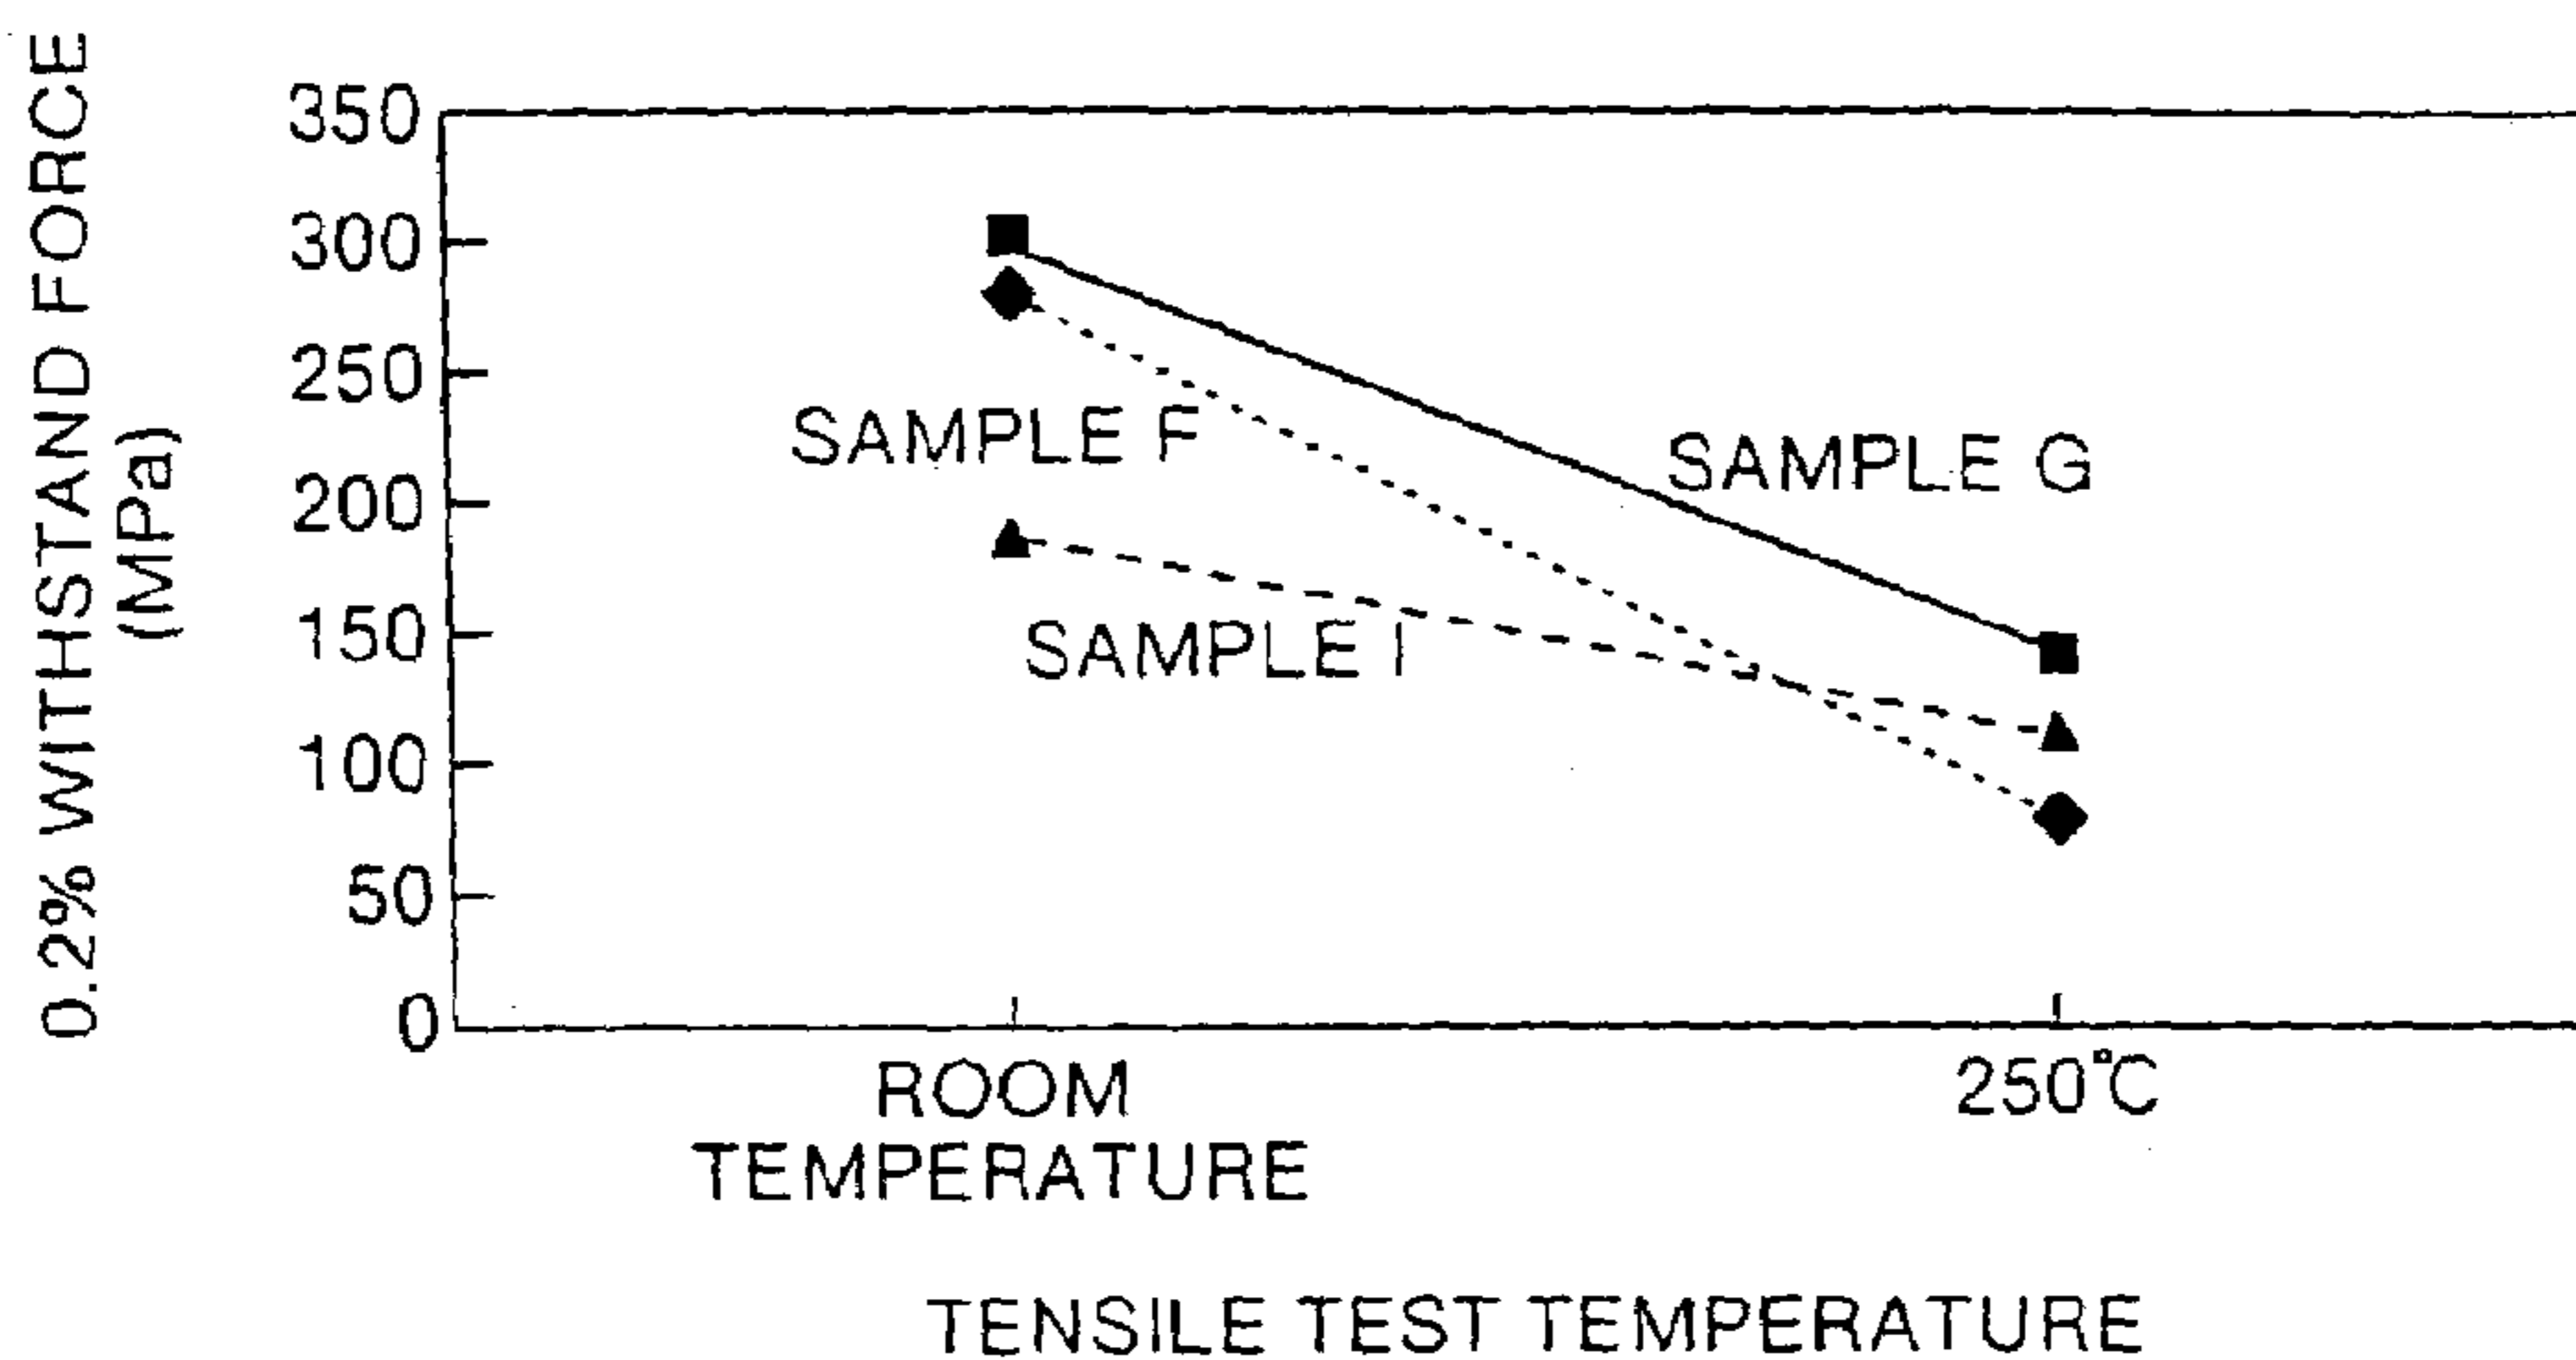 0.2% WITHSTAND FORCE
(MPa)
350
300
250
200
150
100
50
0
SAMPLE F
SAMPLE G
SAMPLE I
ROOM
TEMPERATURE
250°C
TENSILE TEST TEMPERATURE